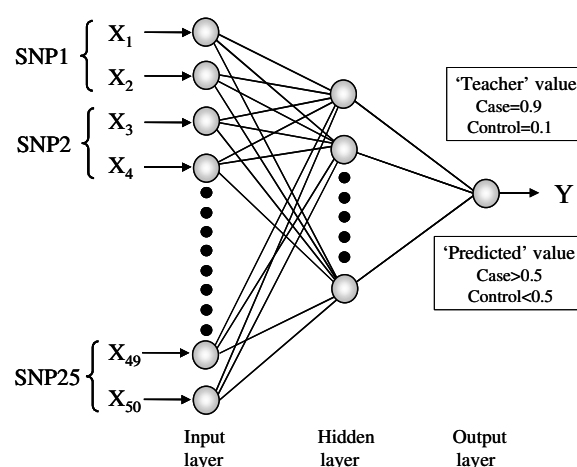 SNP1
X1
X2
SNP2
X3
X4
SNP25
X49
X50
'Teacher' value
Case=0.9
Control=0.1
Y
'Predicted' value
Case>0.5
Control<0.5
Input
layer
Hidden
layer
Output
layer